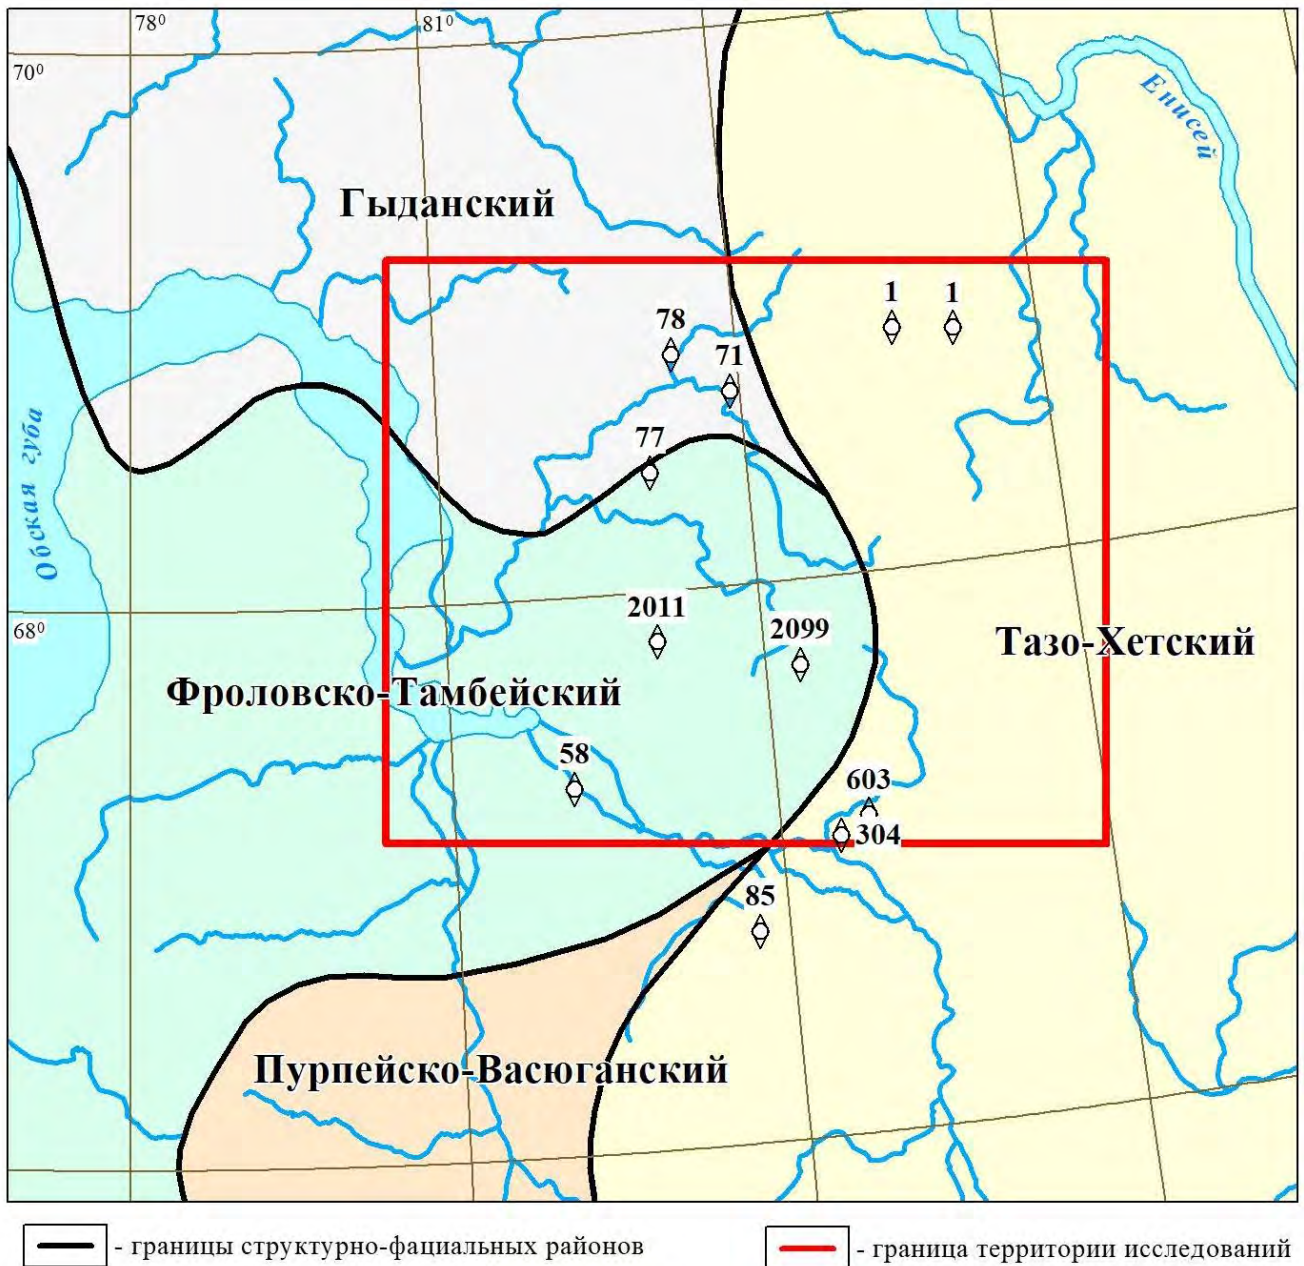 78⁰
81⁰
70⁰
Енисей
Гыданский
1
1
78
71
77
Обская губа
2011
68⁰
2099
Тазо-Хетский
Фроловско-Тамбейский
58
603
304
85
Пурпейско-Васюганский
- границы структурно-фациальных районов
- граница территории исследований